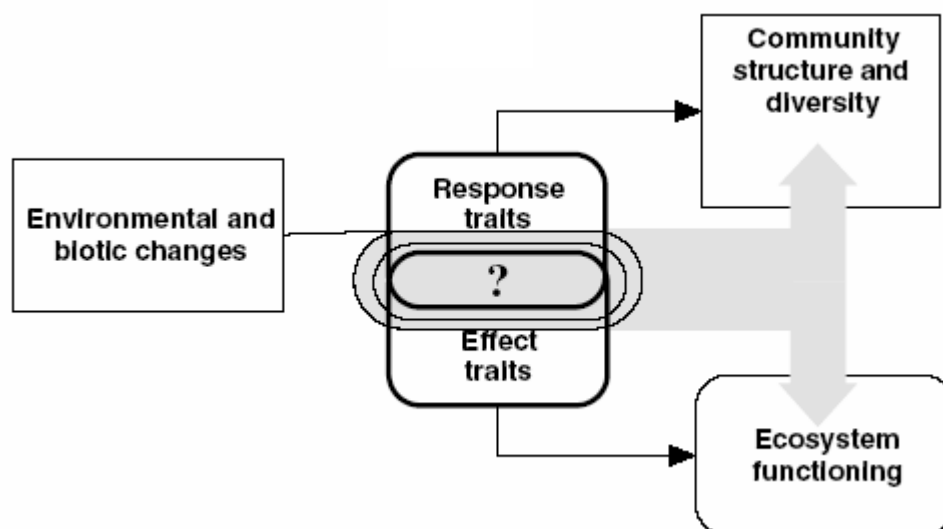 Community
structure and
diversity
Environmental and
biotic changes
Response
traits
?
Effect
traits
Ecosystem
functioning